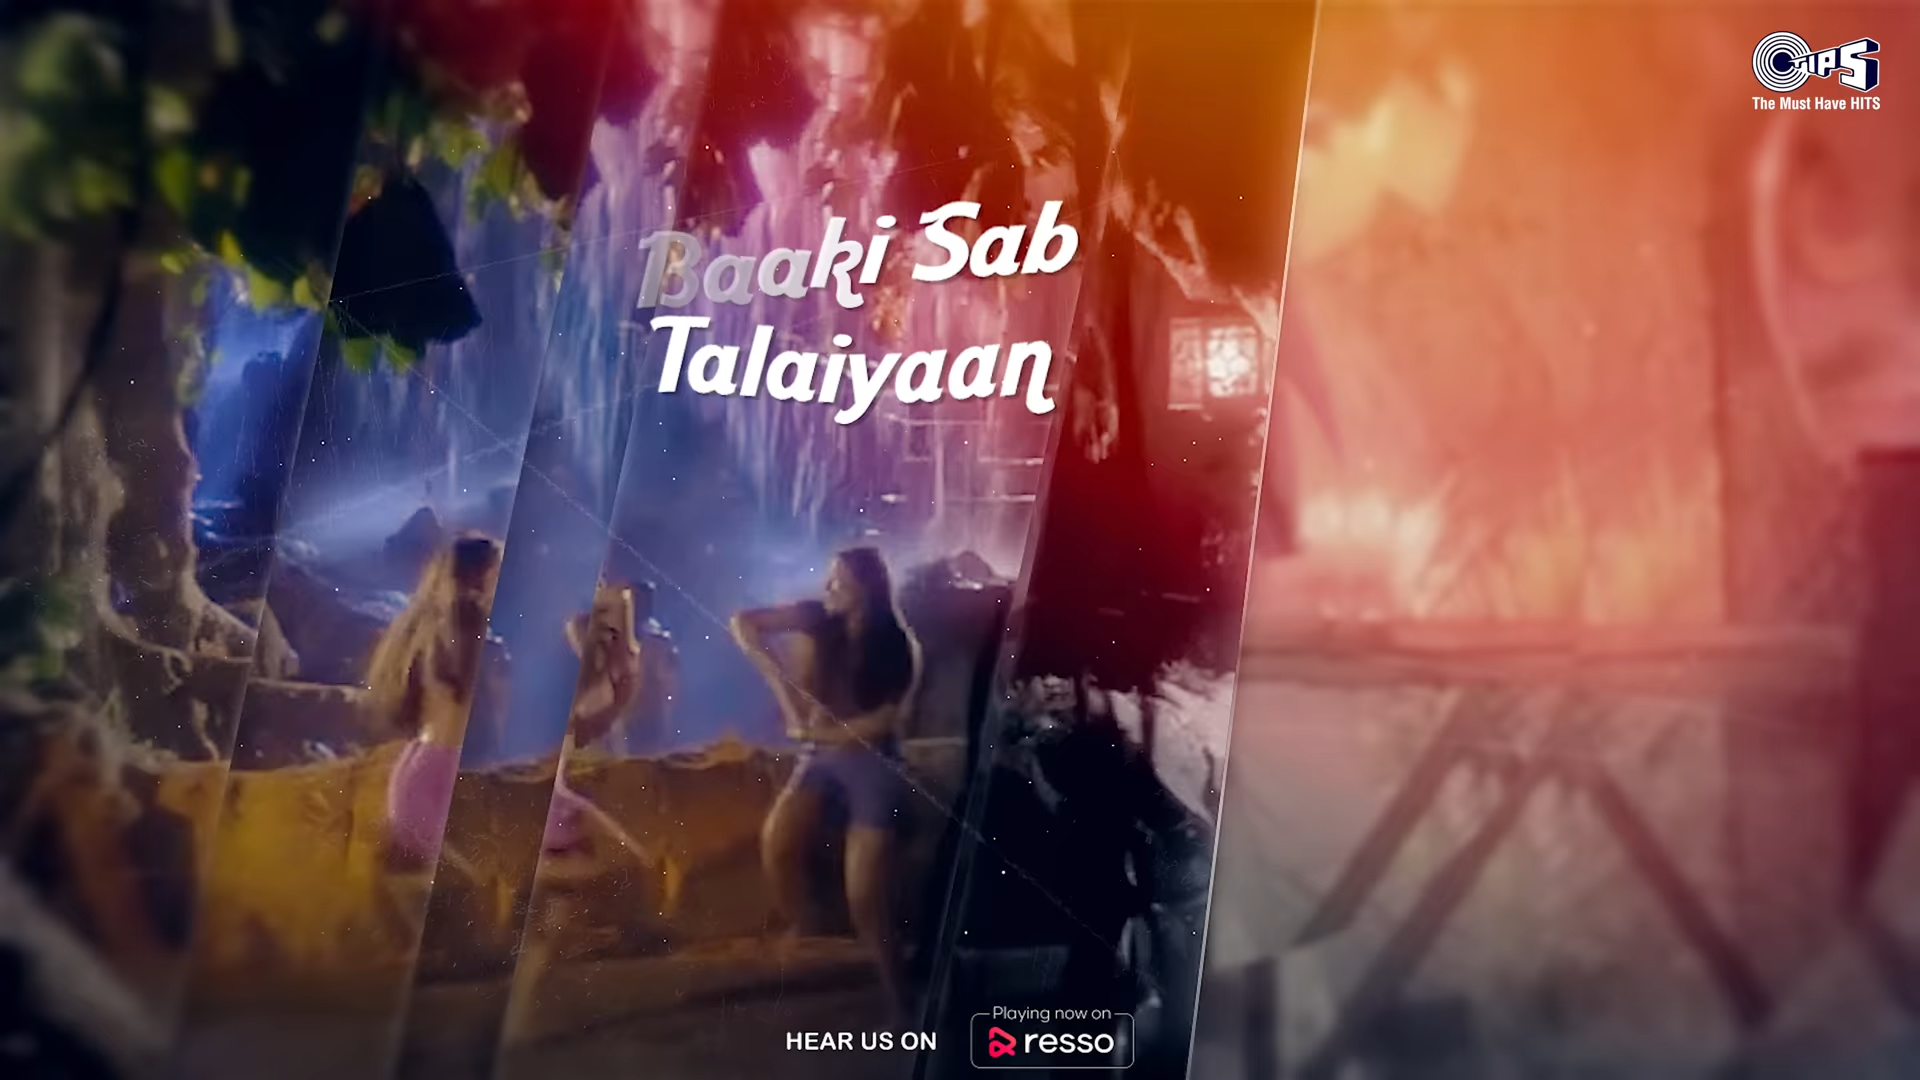 TIPS
The Must Have HITS
Baaki Sab
Talaiyaan
HEAR US ON
Playing now on
resso